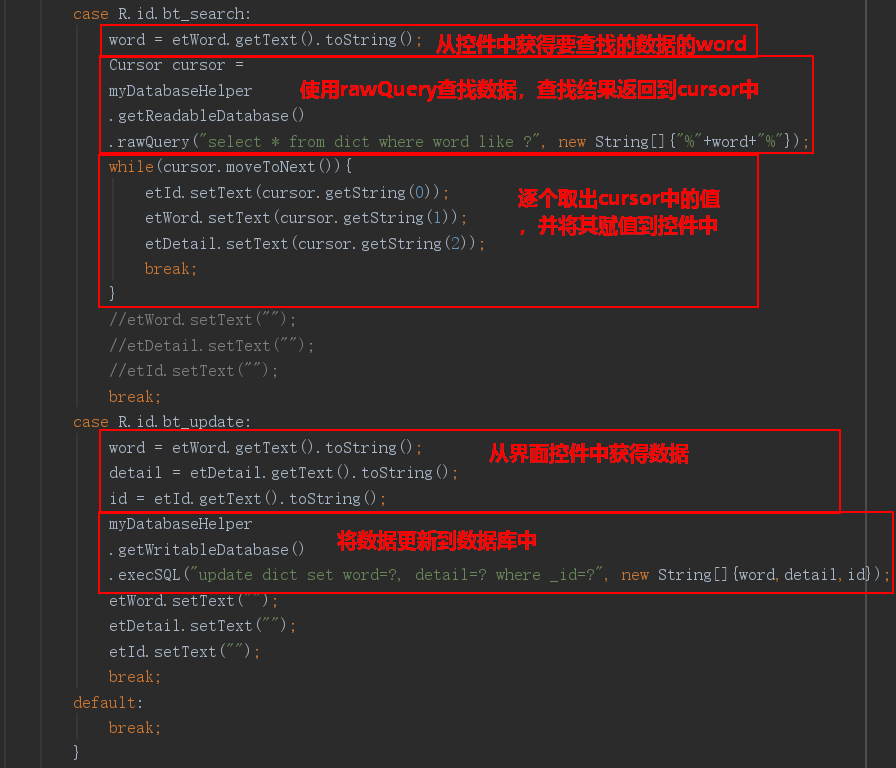 case R.id.bt_search:
word = etWord.getText().toString(); 从控件中获得要查找的数据的word
Cursor cursor =
myDatabaseHelper 使用rawQuery查找数据，查找结果返回到cursor中
.getReadableDatabase()
.rawQuery("select * from dict where word like ?", new String[]{"%"+word+"%"});
while(cursor.moveToNext()){
etId.setText(cursor.getString(0)); 逐个取出cursor中的值
etWord.setText(cursor.getString(1)); ，并将其赋值到控件中
etDetail.setText(cursor.getString(2));
break;
}
//etWord.setText("");
//etDetail.setText("");
//etId.setText("");
break;
case R.id.bt_update:
word = etWord.getText().toString(); 从界面控件中获得数据
detail = etDetail.getText().toString();
id = etId.getText().toString();
myDatabaseHelper
.getWritableDatabase() 将数据更新到数据库中
.execSQL("update dict set word=?, detail=? where _id=?", new String[]{word,detail,id});
etWord.setText("");
etDetail.setText("");
etId.setText("");
break;
default:
break;
}